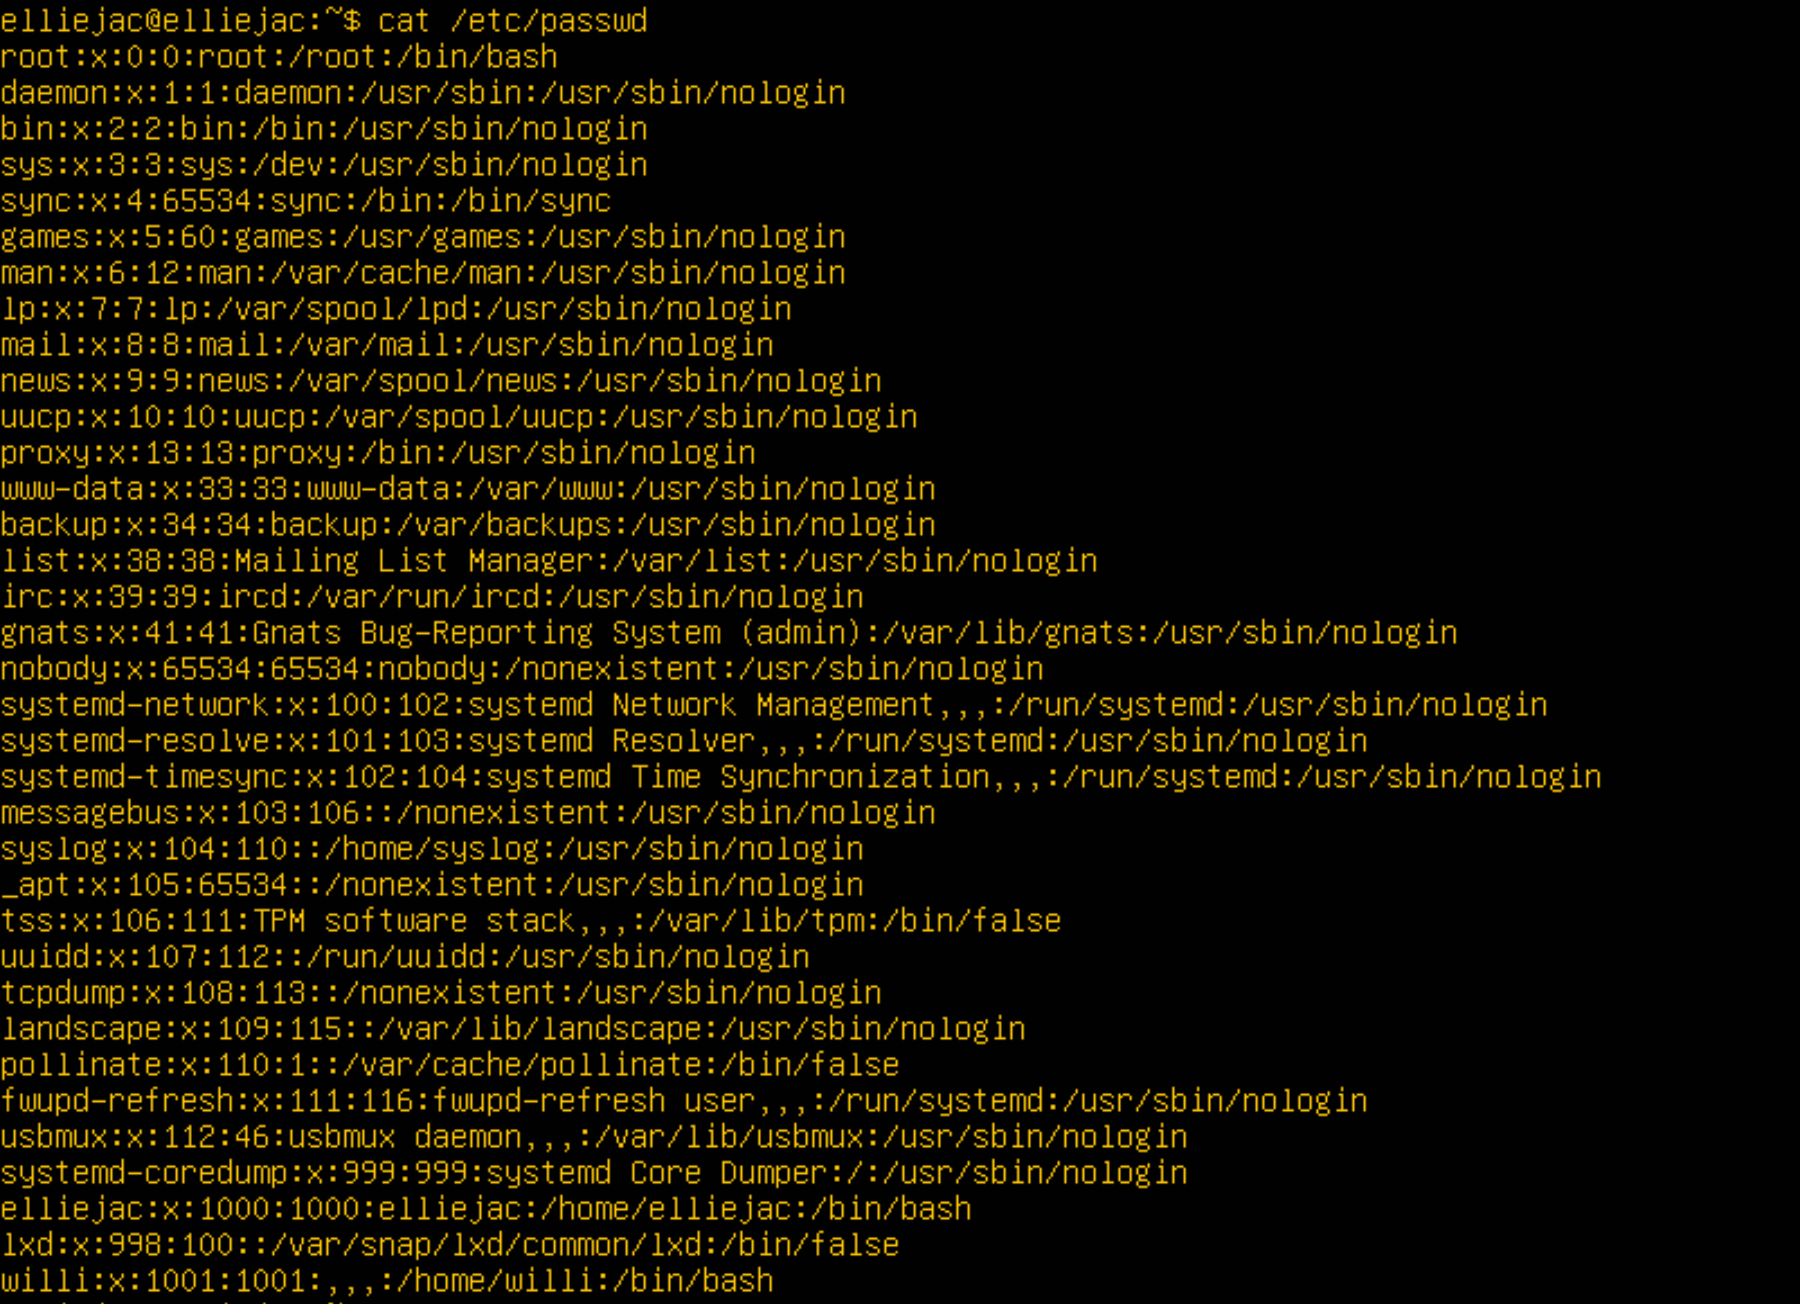 elliejac@elliejac:~$ cat /etc/passwd
root:x:0:0:root:/root:/bin/bash
daemon:x:1:1:daemon:/usr/sbin:/usr/sbin/nologin
bin:x:2:2:bin:/bin:/usr/sbin/nologin
sys:x:3:3:sys:/dev:/usr/sbin/nologin
sync:x:4:65534:sync:/bin:/bin/sync
games:x:5:60:games:/usr/games:/usr/sbin/nologin
man:x:6:12:man:/var/cache/man:/usr/sbin/nologin
lp:x:7:7:lp:/var/spool/lpd:/usr/sbin/nologin
mail:x:8:8:mail:/var/mail:/usr/sbin/nologin
news:x:9:9:news:/var/spool/news:/usr/sbin/nologin
uucp:x:10:10:uucp:/var/spool/uucp:/usr/sbin/nologin
proxy:x:13:13:proxy:/bin:/usr/sbin/nologin
www-data:x:33:33:www-data:/var/www:/usr/sbin/nologin
backup:x:34:34:backup:/var/backups:/usr/sbin/nologin
list:x:38:38:Mailing List Manager:/var/list:/usr/sbin/nologin
irc:x:39:39:ircd:/var/run/ircd:/usr/sbin/nologin
gnats:x:41:41:Gnats Bug-Reporting System (admin):/var/lib/gnats:/usr/sbin/nologin
nobody:x:65534:65534:nobody:/nonexistent:/usr/sbin/nologin
systemd-network:x:100:102:systemd Network Management,,,:/run/systemd:/usr/sbin/nologin
systemd-resolve:x:101:103:systemd Resolver,,,:/run/systemd:/usr/sbin/nologin
systemd-timesync:x:102:104:systemd Time Synchronization,,,:/run/systemd:/usr/sbin/nologin
messagebus:x:103:106::/nonexistent:/usr/sbin/nologin
syslog:x:104:110::/home/syslog:/usr/sbin/nologin
_apt:x:105:65534::/nonexistent:/usr/sbin/nologin
tss:x:106:111:TPM software stack,,,:/var/lib/tpm:/bin/false
uuidd:x:107:112::/run/uuidd:/usr/sbin/nologin
tcpdump:x:108:113::/nonexistent:/usr/sbin/nologin
landscape:x:109:115::/var/lib/landscape:/usr/sbin/nologin
pollinate:x:110:1::/var/cache/pollinate:/bin/false
fwupd-refresh:x:111:116:fwupd-refresh user,,,:/run/systemd:/usr/sbin/nologin
usbmux:x:112:46:usbmux daemon,,,:/var/lib/usbmux:/usr/sbin/nologin
systemd-coredump:x:999:999:systemd Core Dumper:/:/usr/sbin/nologin
elliejac:x:1000:1000:elliejac:/home/elliejac:/bin/bash
lxd:x:998:100::/var/snap/lxd/common/lxd:/bin/false
willi:x:1001:1001:,,,:/home/willi:/bin/bash